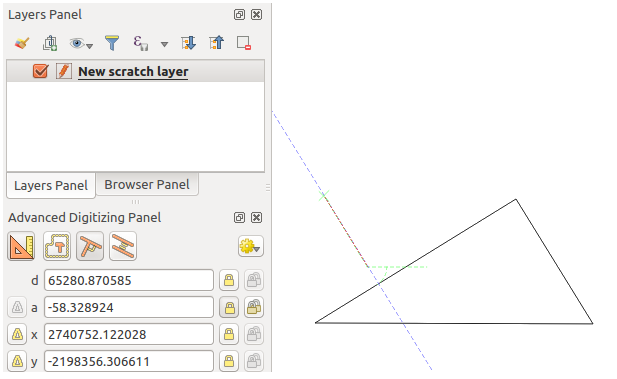 Layers Panel
New scratch layer
Layers Panel Browser Panel
Advanced Digitizing Panel
d 65280.870585
a -58.328924
x 2740752.122028
y -2198356.306611